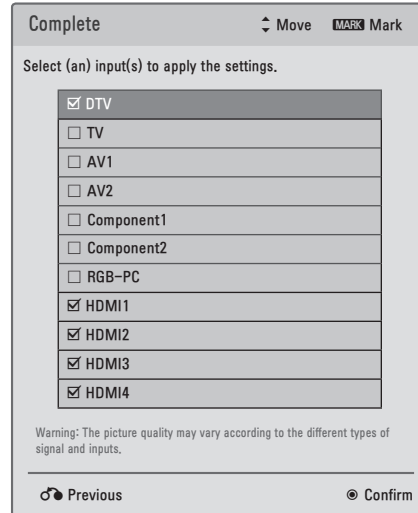 Complete Move MARK Mark
Select (an) input(s) to apply the settings.
DTV
TV
AV1
AV2
Component1
Component2
RGB-PC
HDMI1
HDMI2
HDMI3
HDMI4
Warning: The picture quality may vary according to the different types of
signal and inputs.
Previous Confirm